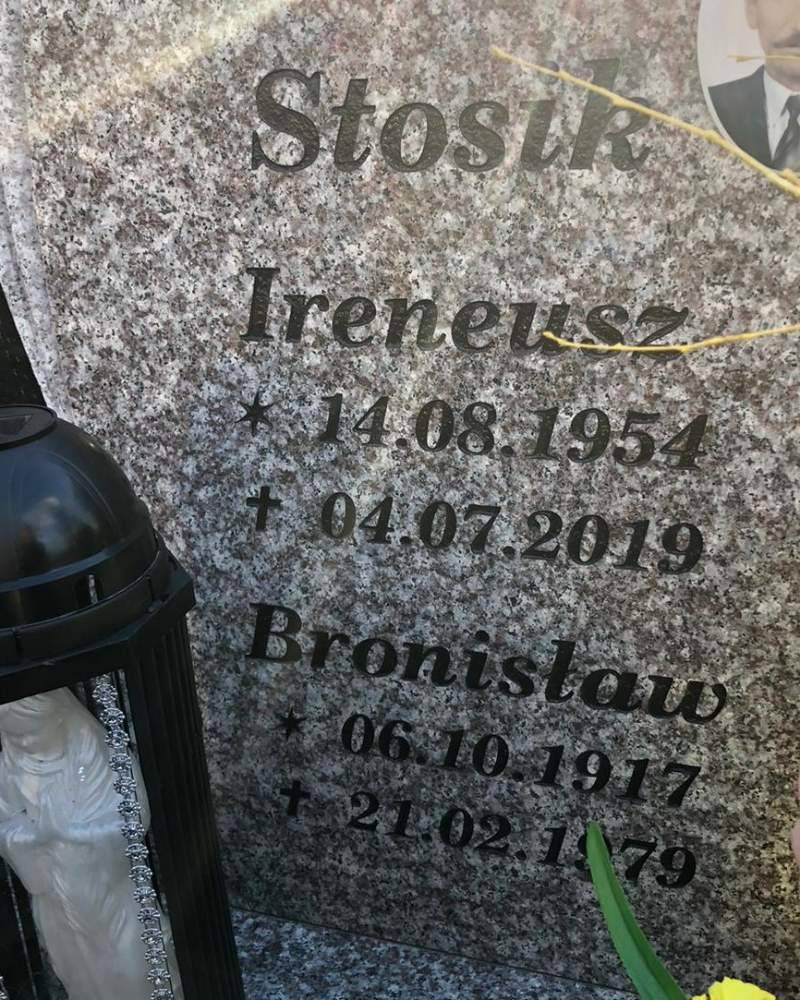 Stosik
Ireneusz
* 14.08.1954
✝ 04.07.2019
Bronisław
* 06.10.1917
✝ 21.02.1979